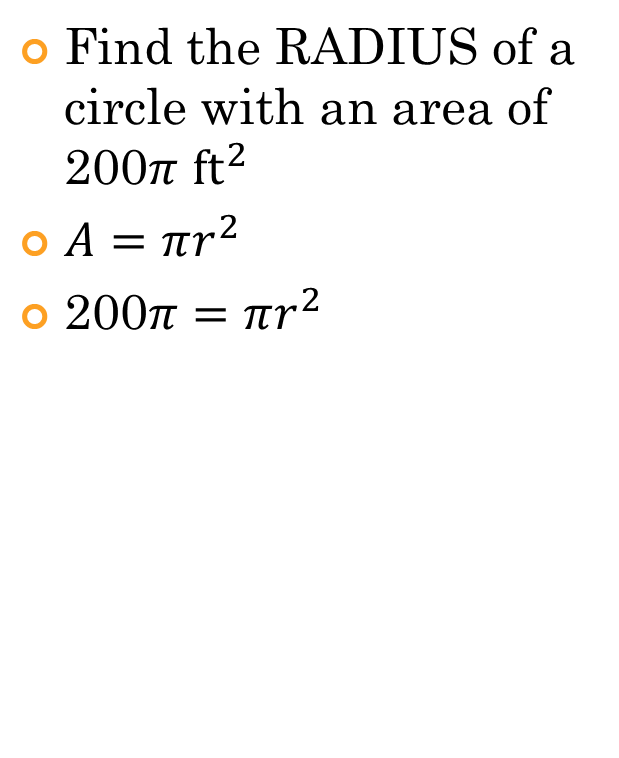 Find the RADIUS of a
circle with an area of
200𝜋 ft²
𝐴 = 𝜋𝑟²
200𝜋 = 𝜋𝑟²